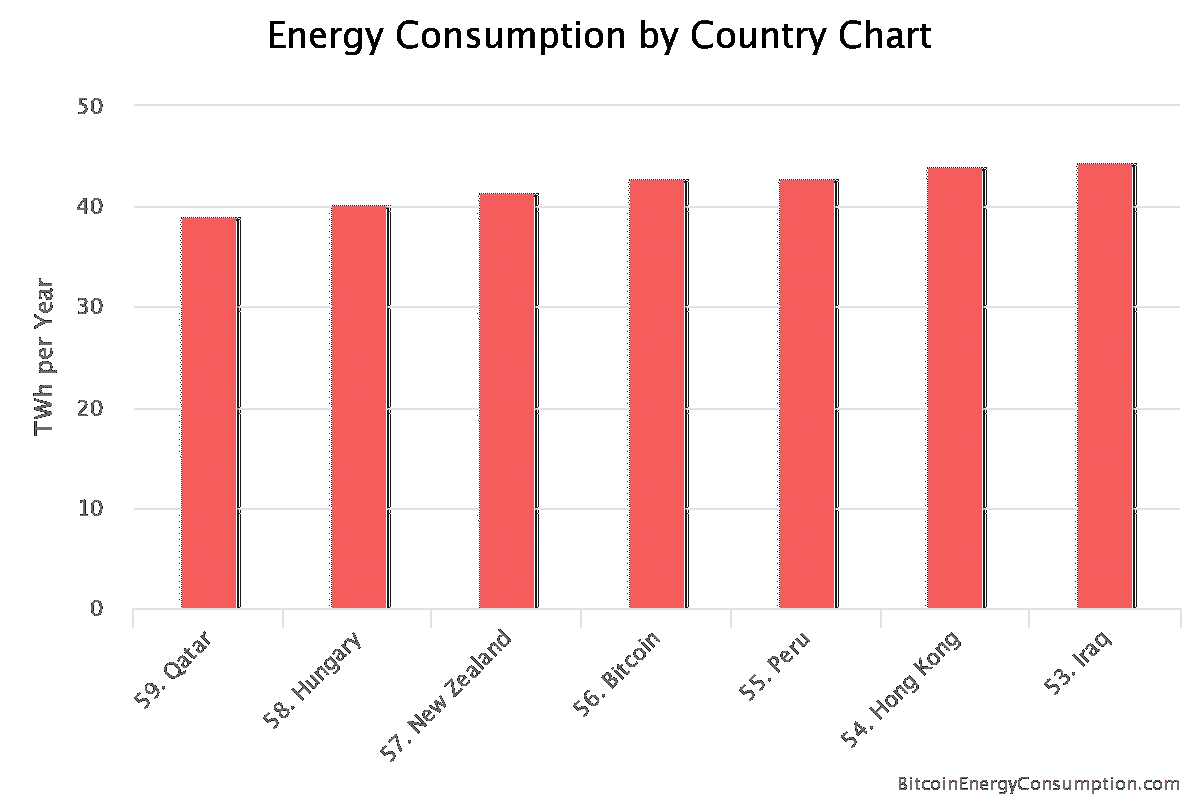 Energy Consumption by Country Chart
50
40
30
20
10
0
TWh per Year
59. Qatar
58. Hungary
57. New Zealand
56. Bitcoin
55. Peru
54. Hong Kong
53. Iraq
BitcoinEnergyConsumption.com